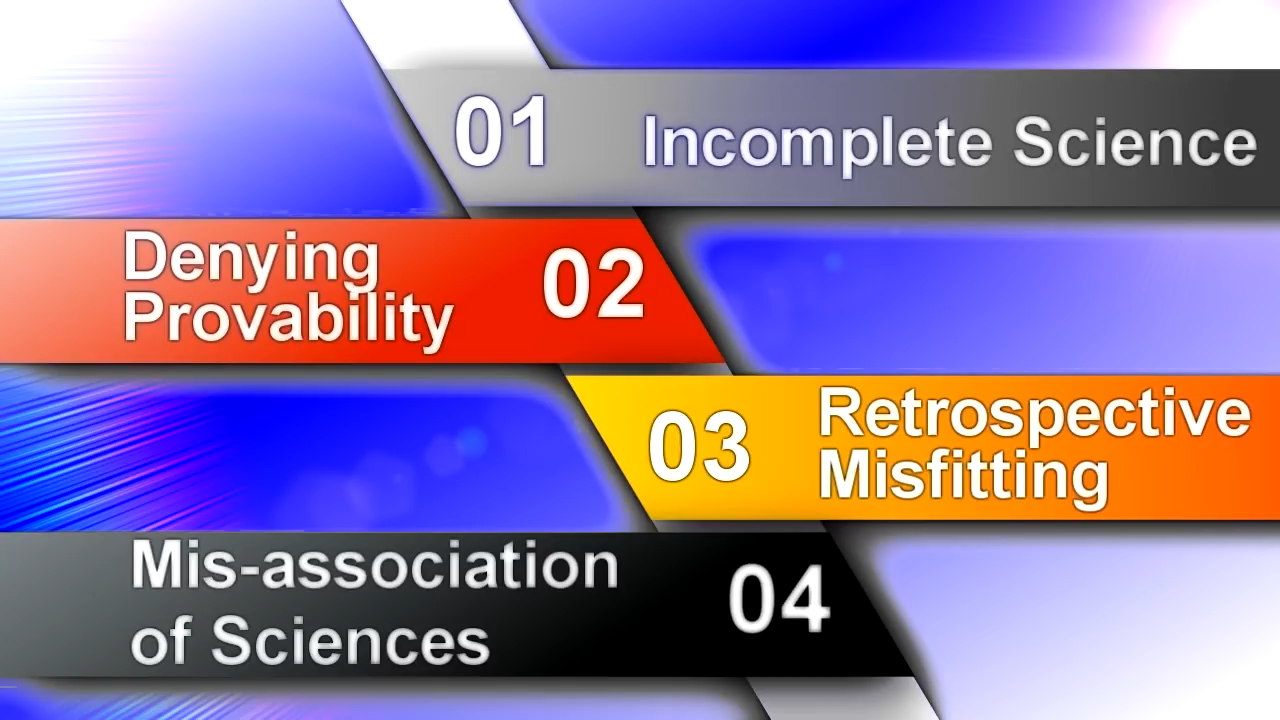 01 Incomplete Science
Denying
Provability
02
03
Retrospective
Misfitting
Mis-association
of Sciences
04